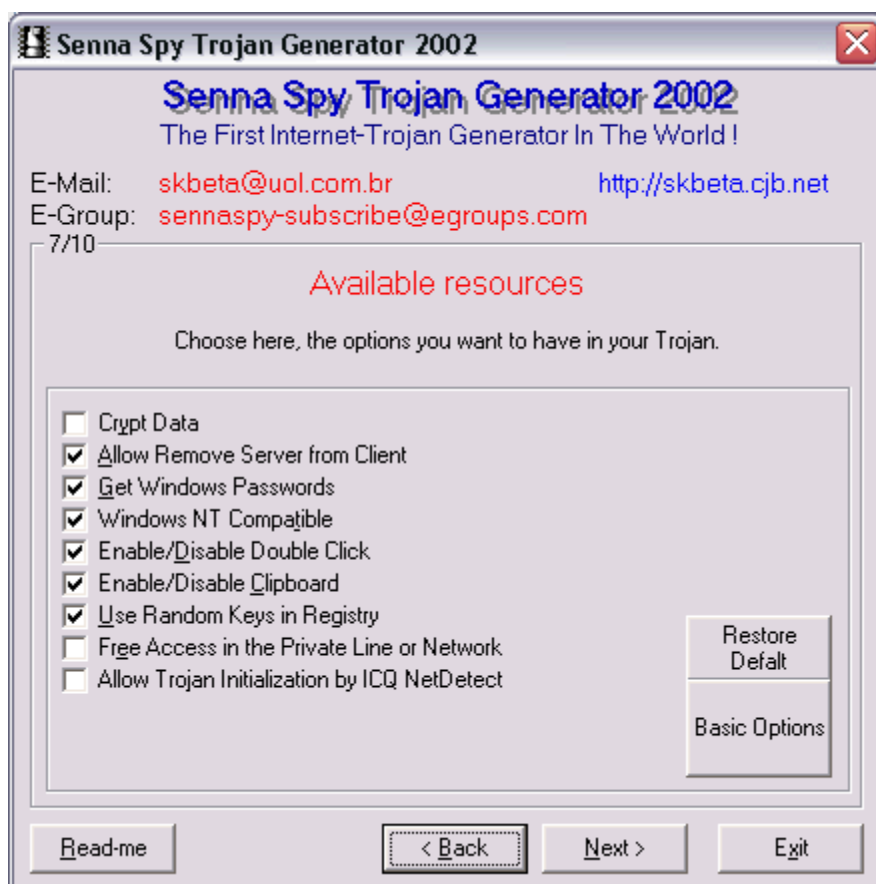 Senna Spy Trojan Generator 2002
Senna Spy Trojan Generator 2002
The First Internet-Trojan Generator In The World !
E-Mail: skbeta@uol.com.br http://skbeta.cjb.net
E-Group: sennaspy-subscribe@egroups.com
7/10
Available resources
Choose here, the options you want to have in your Trojan.
Crypt Data
Allow Remove Server from Client
Get Windows Passwords
Windows NT Compatible
Enable/Disable Double Click
Enable/Disable Clipboard
Use Random Keys in Registry
Free Access in the Private Line or Network
Allow Trojan Initialization by ICQ NetDetect
Restore
Defalt
Basic Options
Read-me < Back Next > Exit